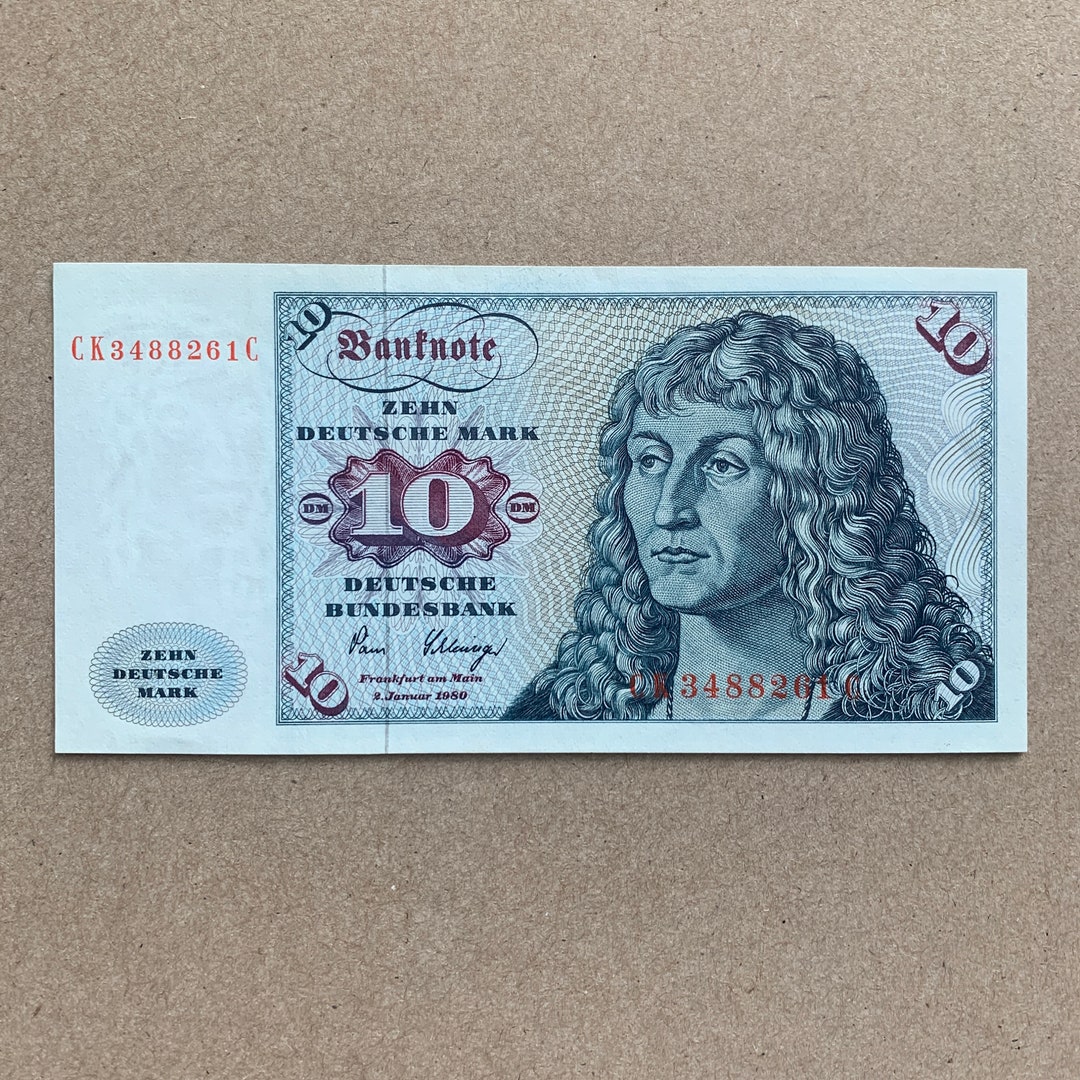 CK3488261C
10
Banknote
10
ZEHN
DEUTSCHE MARK
DM
10
DM
DEUTSCHE
BUNDESBANK
Frankfurt am Main
2. Januar 1980
10
ZEHN
DEUTSCHE
MARK
CK3488261C
10